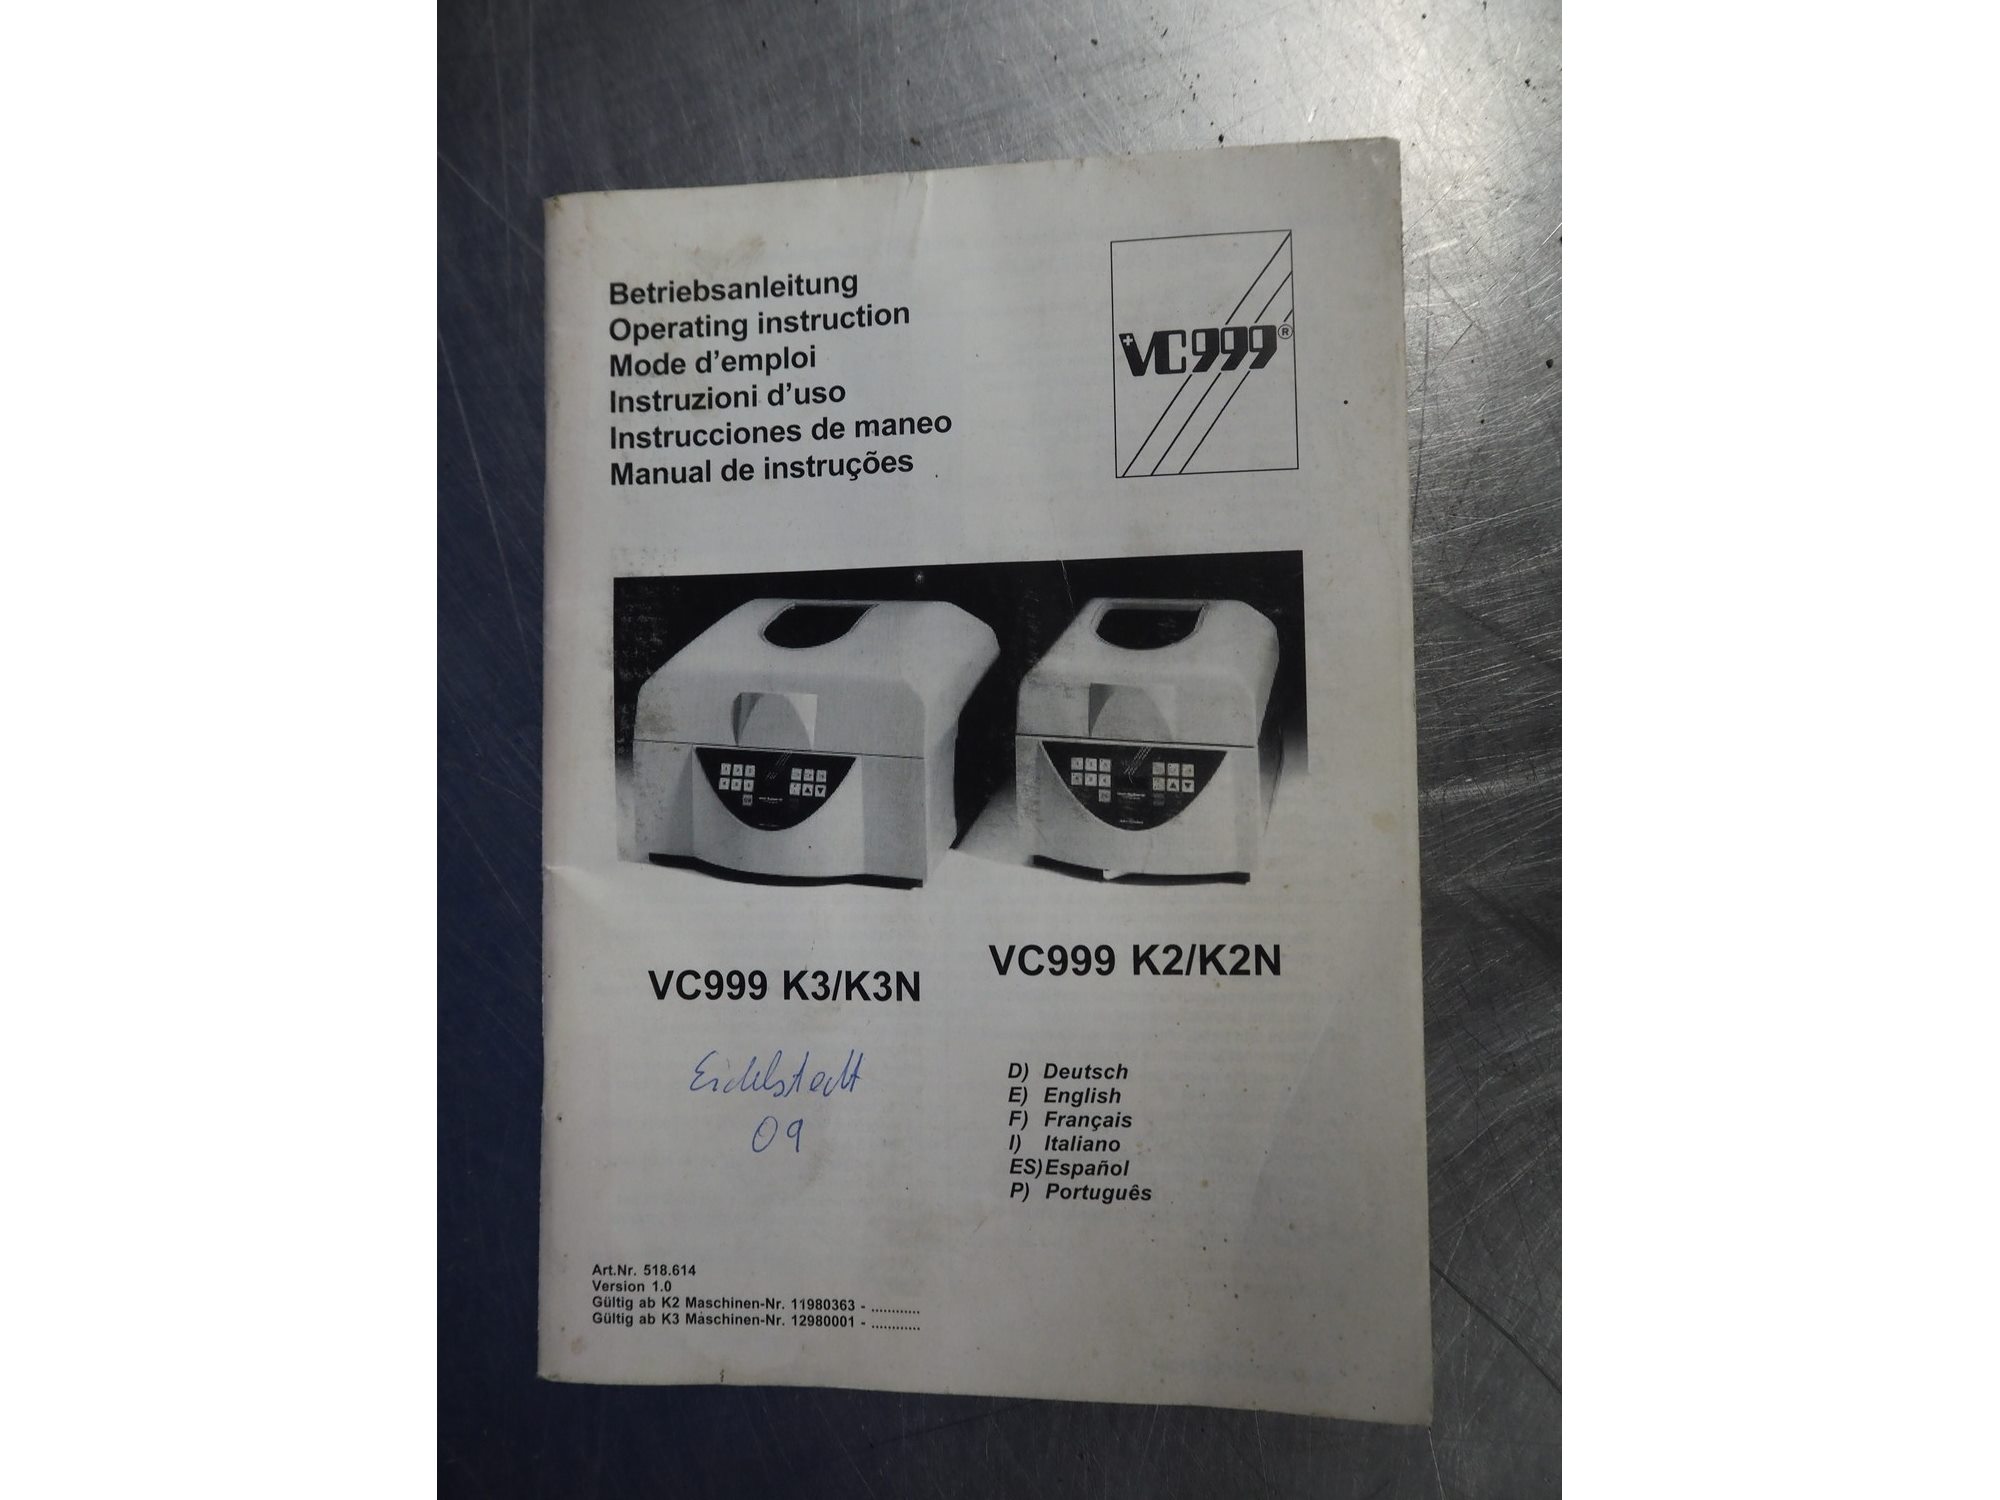 Betriebsanleitung
Operating instruction
Mode d'emploi
Instruzioni d'uso
Instrucciones de maneo
Manual de instruções
VC999®
VC999 K3/K3N
VC999 K2/K2N
Eidelstedt
09
D) Deutsch
E) English
F) Français
I) Italiano
ES) Español
P) Português
Art.Nr. 518.614
Version 1.0
Gültig ab K2 Maschinen-Nr. 11980363 - ............
Gültig ab K3 Maschinen-Nr. 12980001 - ............